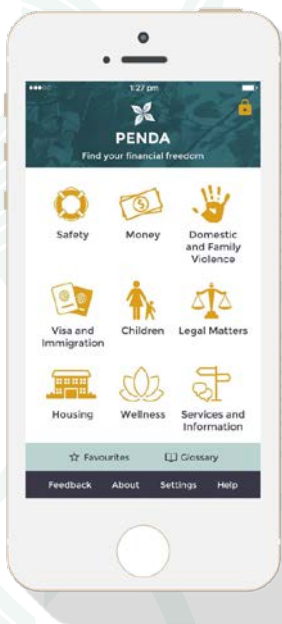 1:27 pm
PENDA
Find your financial freedom
Safety
Money
Domestic
and Family
Violence
Visa and
Immigration
Children
Legal Matters
Housing
Wellness
Services and
Information
Favourites
Glossary
Feedback About Settings Help